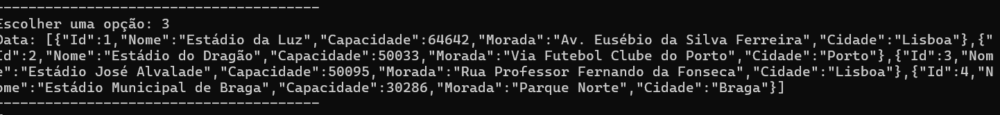 ----------------------------------------
Escolher uma opção: 3
Data: [{"Id":1,"Nome":"Estádio da Luz","Capacidade":64642,"Morada":"Av. Eusébio da Silva Ferreira","Cidade":"Lisboa"},{"
Id":2,"Nome":"Estádio do Dragão","Capacidade":50033,"Morada":"Via Futebol Clube do Porto","Cidade":"Porto"},{"Id":3,"Nom
e":"Estádio José Alvalade","Capacidade":50095,"Morada":"Rua Professor Fernando da Fonseca","Cidade":"Lisboa"},{"Id":4,"N
ome":"Estádio Municipal de Braga","Capacidade":30286,"Morada":"Parque Norte","Cidade":"Braga"}]
----------------------------------------